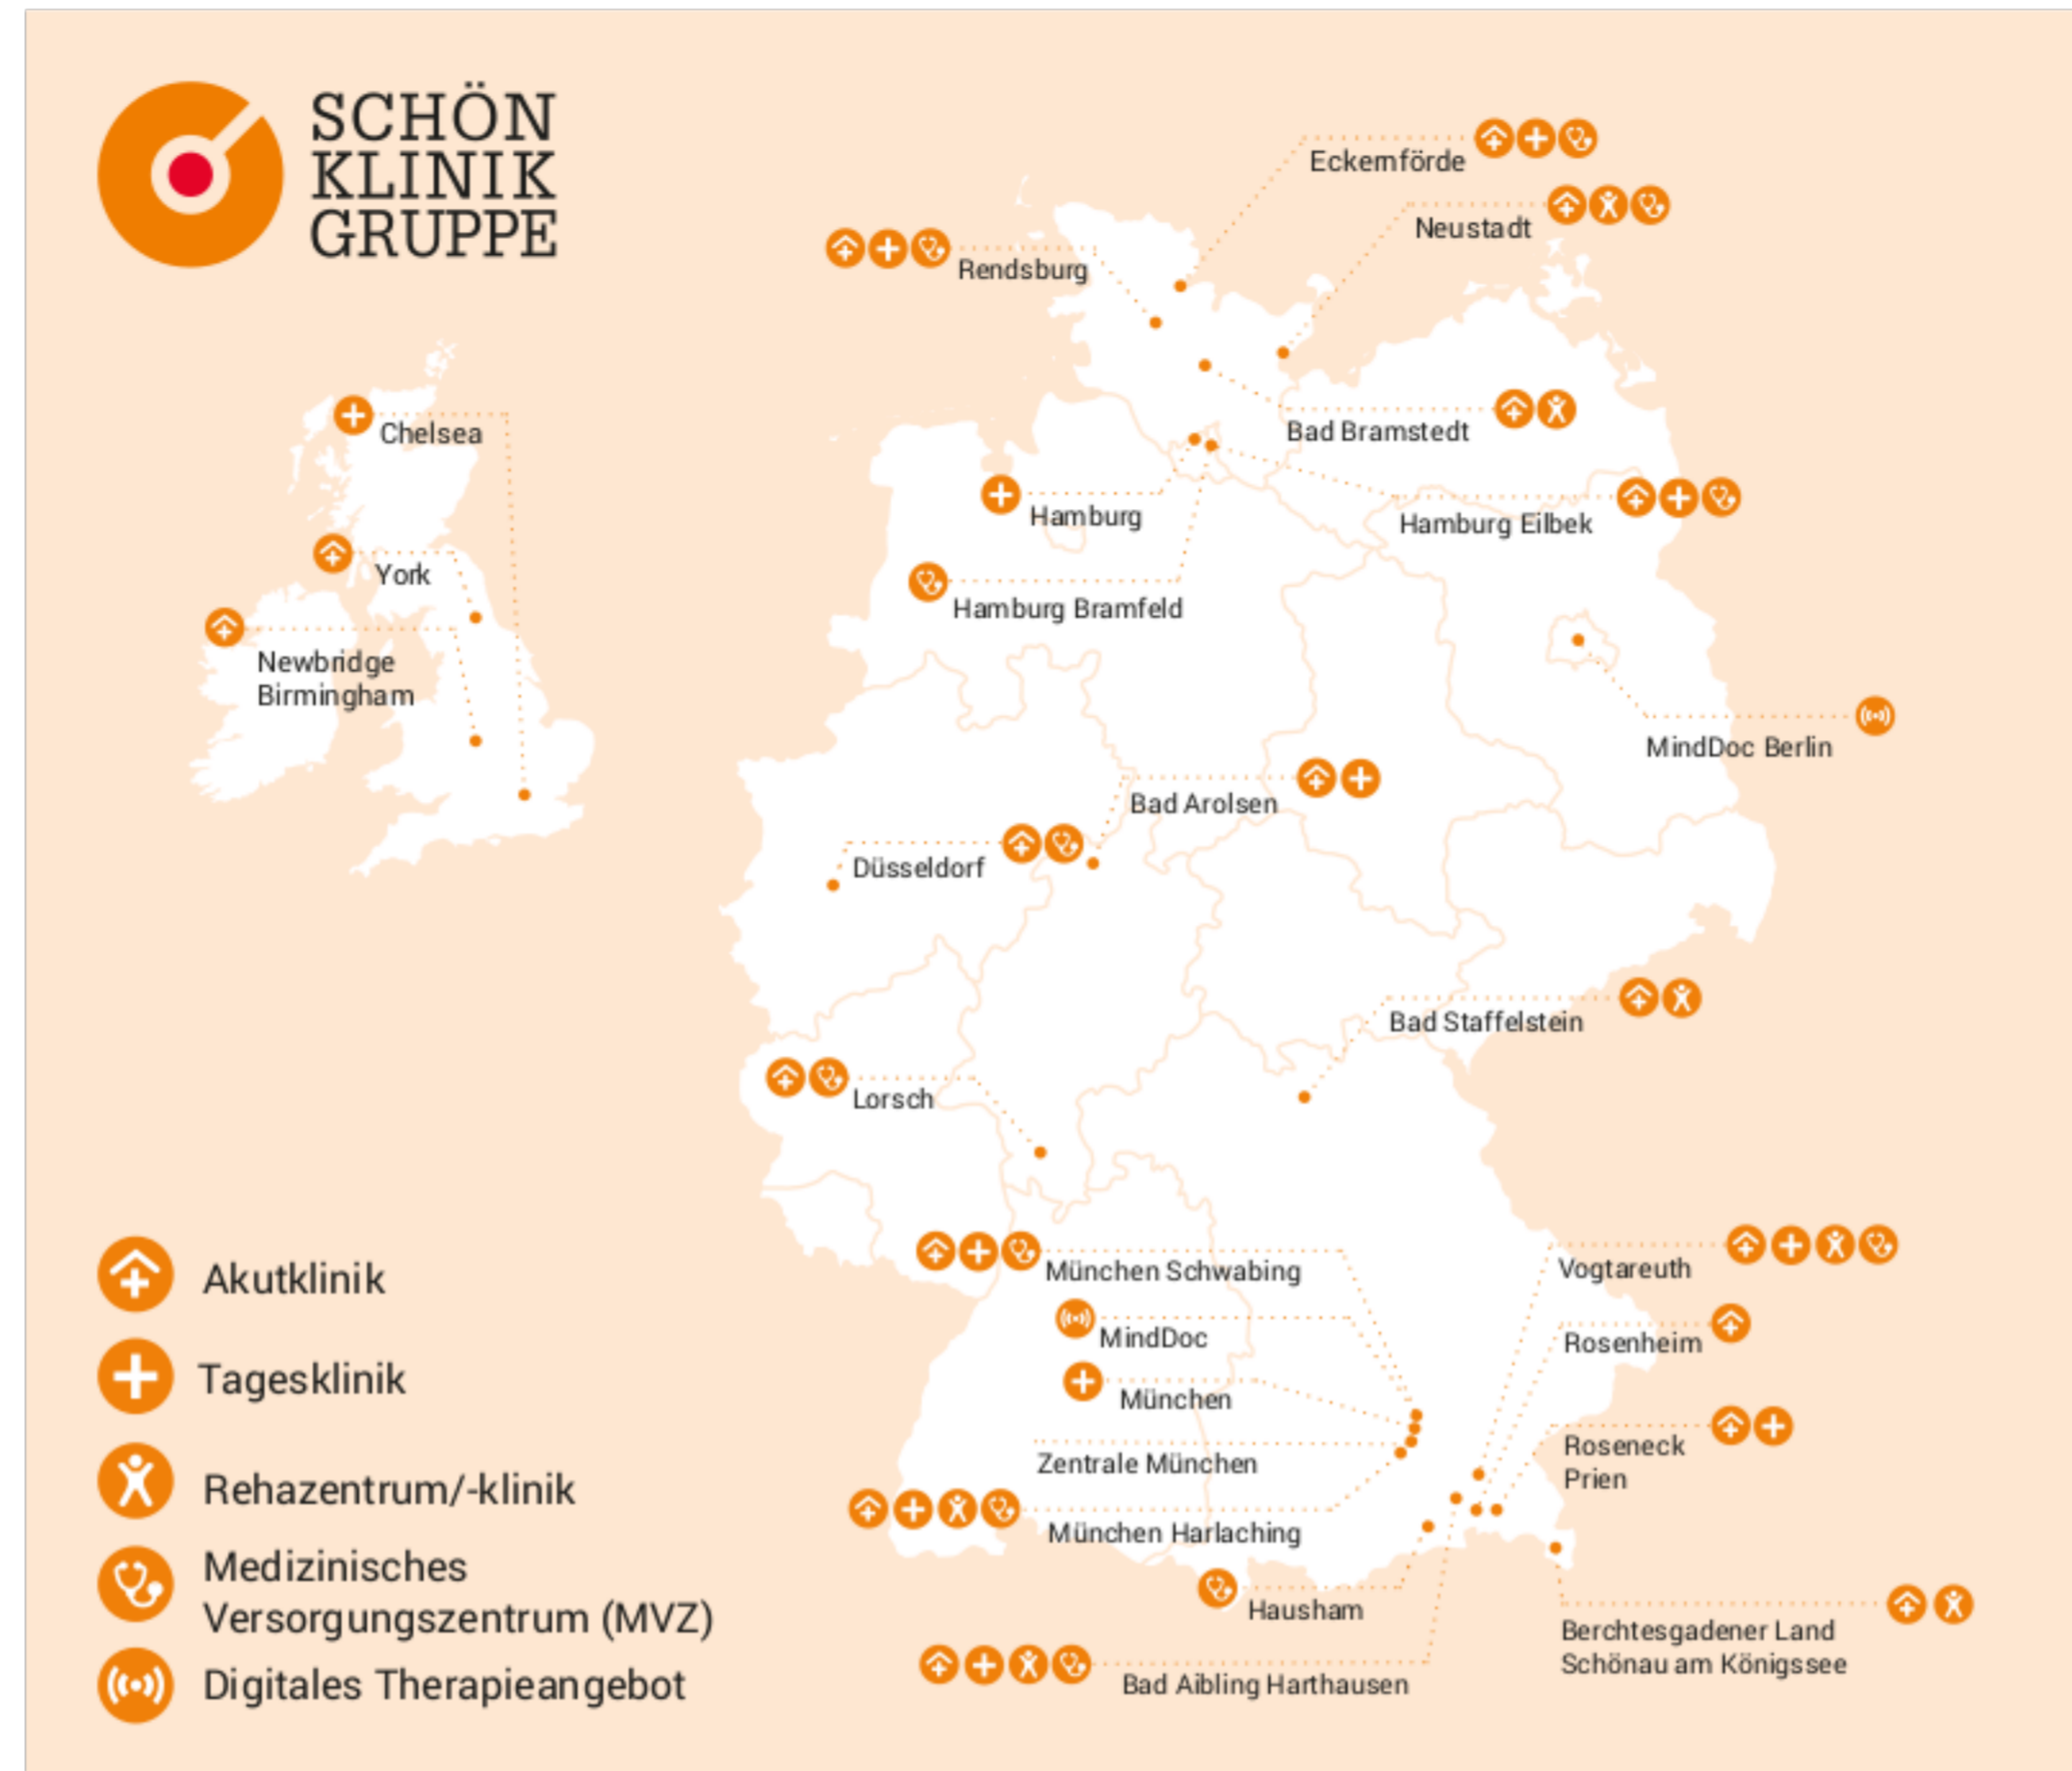 SCHÖN
KLINIK
GRUPPE
Eckernförde
Neustadt
Rendsburg
Chelsea
Bad Bramstedt
Hamburg
Hamburg Eilbek
York
Hamburg Bramfeld
Newbridge
Birmingham
MindDoc Berlin
Bad Arolsen
Düsseldorf
Bad Staffelstein
Lorsch
München Schwabing
Vogtareuth
MindDoc
Rosenheim
München
Roseneck
Prien
Zentrale München
München Harlaching
Hausham
Berchtesgadener Land
Schönau am Königssee
Bad Aibling Harthausen
Akutklinik
Tagesklinik
Rehazentrum/-klinik
Medizinisches
Versorgungszentrum (MVZ)
Digitales Therapieangebot